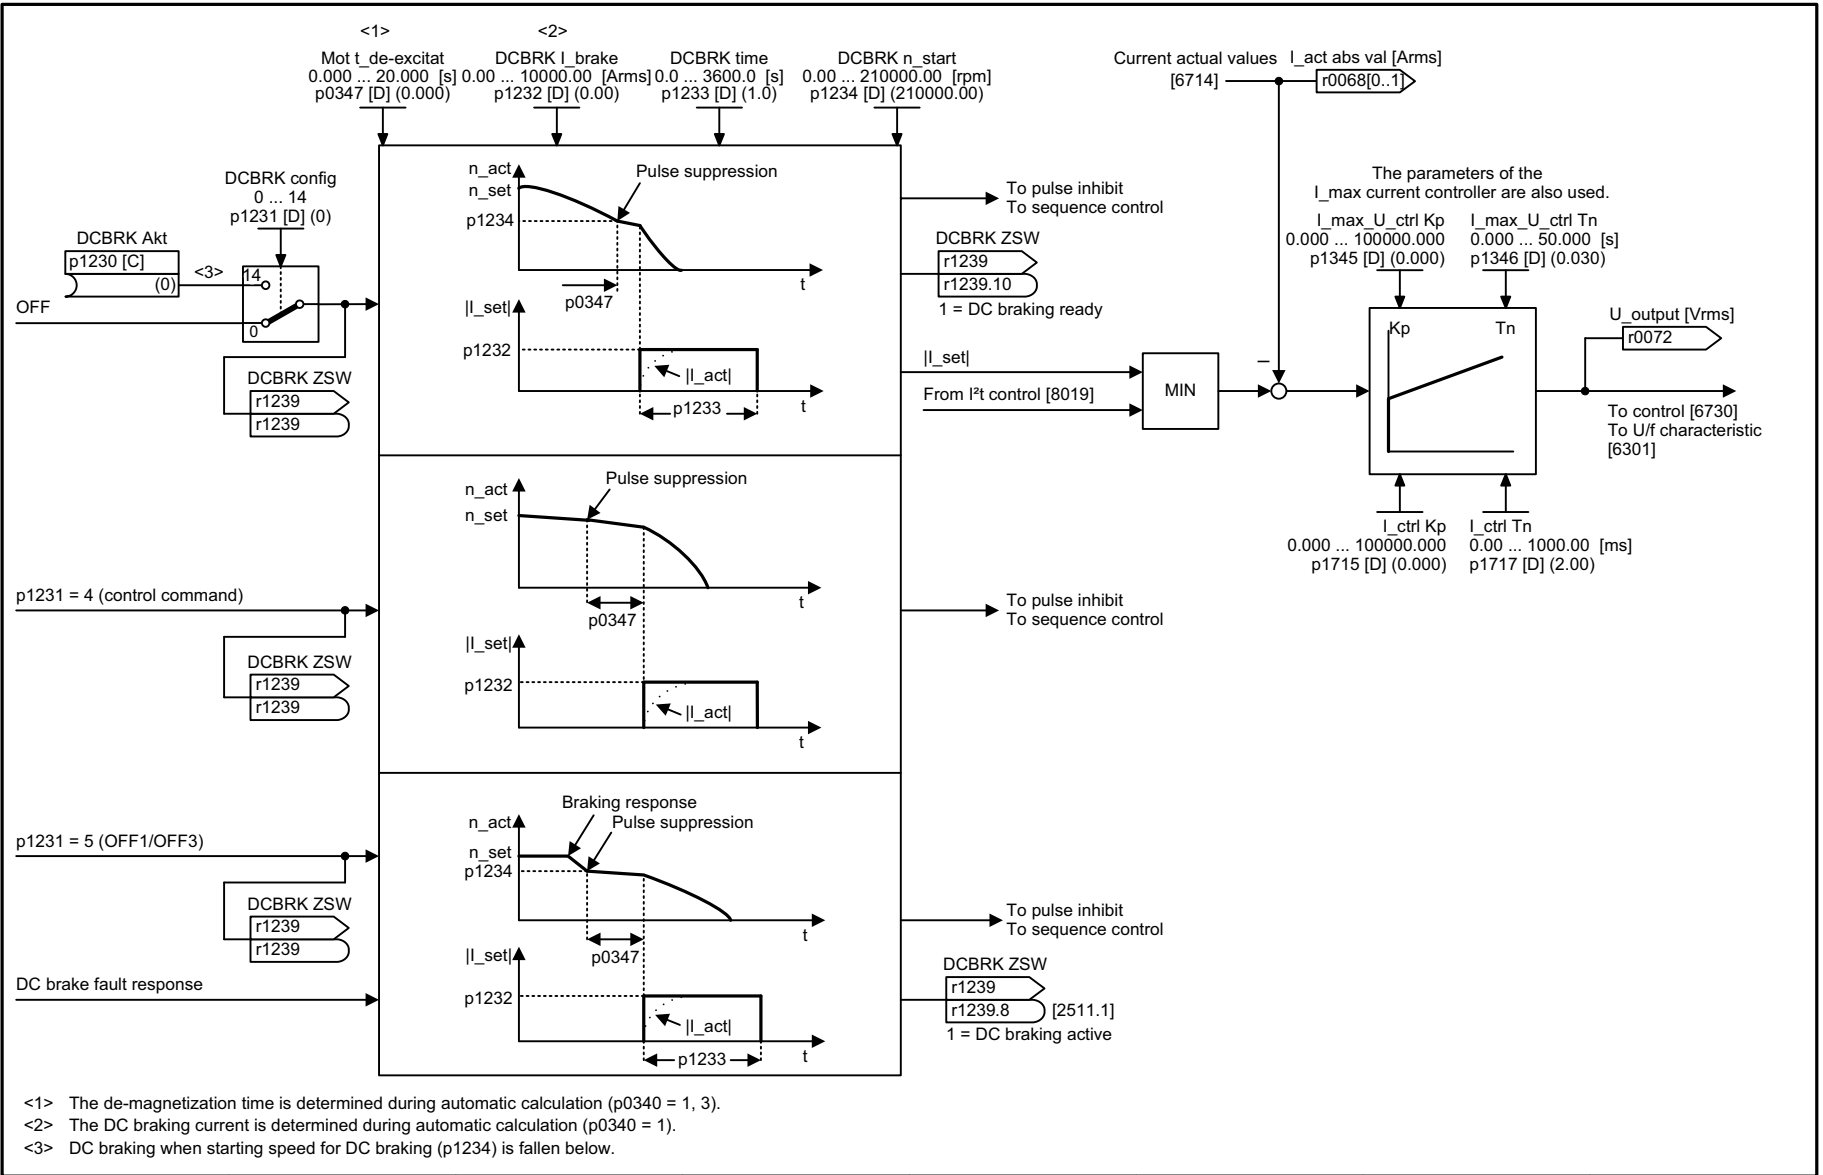 <1>
Mot t_de-excitat
0.000 ... 20.000 [s]
p0347 [D] (0.000)
<2>
DCBRK I_brake
0.00 ... 10000.00 [Arms]
p1232 [D] (0.00)
DCBRK time
0.0 ... 3600.0 [s]
p1233 [D] (1.0)
DCBRK n_start
0.00 ... 210000.00 [rpm]
p1234 [D] (210000.00)
Current actual values
[6714]
I_act abs val [Arms]
r0068[0..1]
DCBRK config
0 ... 14
p1231 [D] (0)
DCBRK Akt
p1230 [C]
(0)
<3>
14
0
OFF
DCBRK ZSW
r1239
r1239
n_act
n_set
p1234
Pulse suppression
t
p0347
|I_set|
p1232
|I_act|
p1233
t
To pulse inhibit
To sequence control
DCBRK ZSW
r1239
r1239.10
1 = DC braking ready
|I_set|
From I²t control [8019]
MIN
–
The parameters of the
I_max current controller are also used.
I_max_U_ctrl Kp
0.000 ... 100000.000
p1345 [D] (0.000)
I_max_U_ctrl Tn
0.000 ... 50.000 [s]
p1346 [D] (0.030)
Kp
Tn
U_output [Vrms]
r0072
To control [6730]
To U/f characteristic
[6301]
I_ctrl Kp
0.000 ... 100000.000
p1715 [D] (0.000)
I_ctrl Tn
0.00 ... 1000.00 [ms]
p1717 [D] (2.00)
p1231 = 4 (control command)
DCBRK ZSW
r1239
r1239
n_act
n_set
Pulse suppression
t
p0347
|I_set|
p1232
|I_act|
t
To pulse inhibit
To sequence control
p1231 = 5 (OFF1/OFF3)
DCBRK ZSW
r1239
r1239
DC brake fault response
Braking response
Pulse suppression
n_act
n_set
p1234
t
p0347
|I_set|
p1232
|I_act|
p1233
t
To pulse inhibit
To sequence control
DCBRK ZSW
r1239
r1239.8
[2511.1]
1 = DC braking active
<1> The de-magnetization time is determined during automatic calculation (p0340 = 1, 3).
<2> The DC braking current is determined during automatic calculation (p0340 = 1).
<3> DC braking when starting speed for DC braking (p1234) is fallen below.